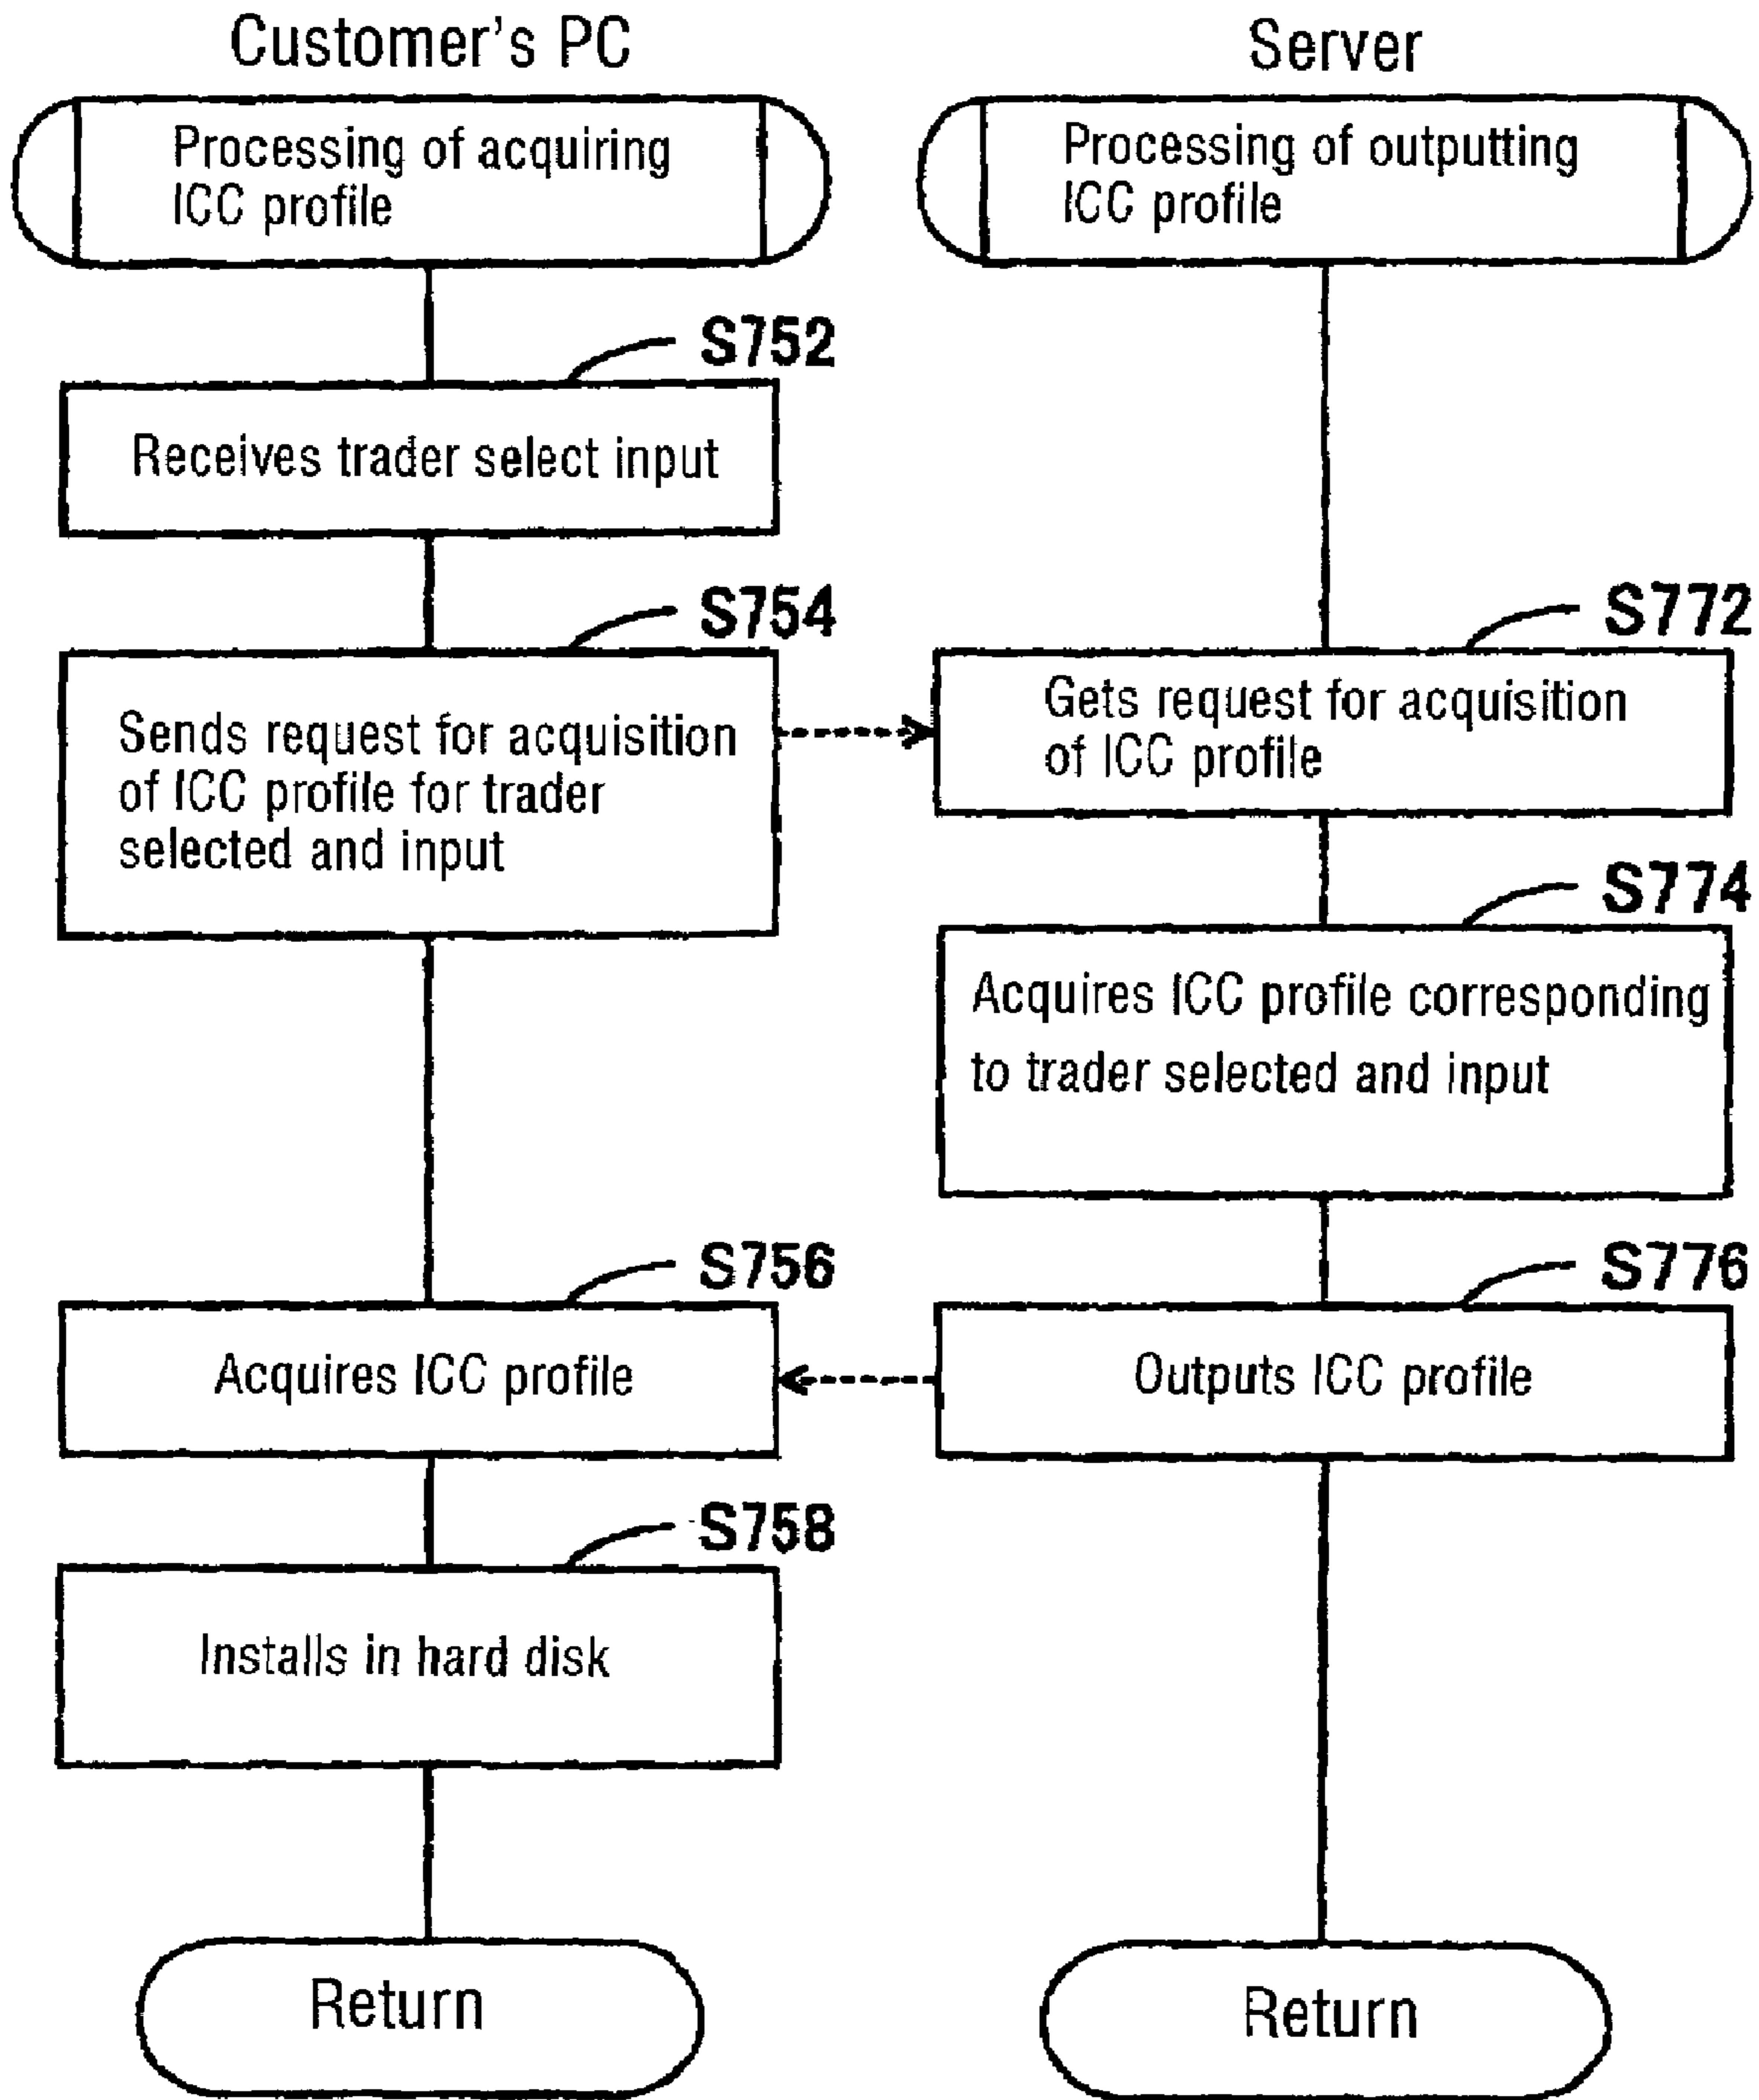 Customer's PC
Processing of acquiring
ICC profile
S752
Receives trader select input
S754
Sends request for acquisition
of ICC profile for trader
selected and input
S756
Acquires ICC profile
S758
Installs in hard disk
Return
Server
Processing of outputting
ICC profile
S772
Gets request for acquisition
of ICC profile
S774
Acquires ICC profile corresponding
to trader selected and input
S776
Outputs ICC profile
Return